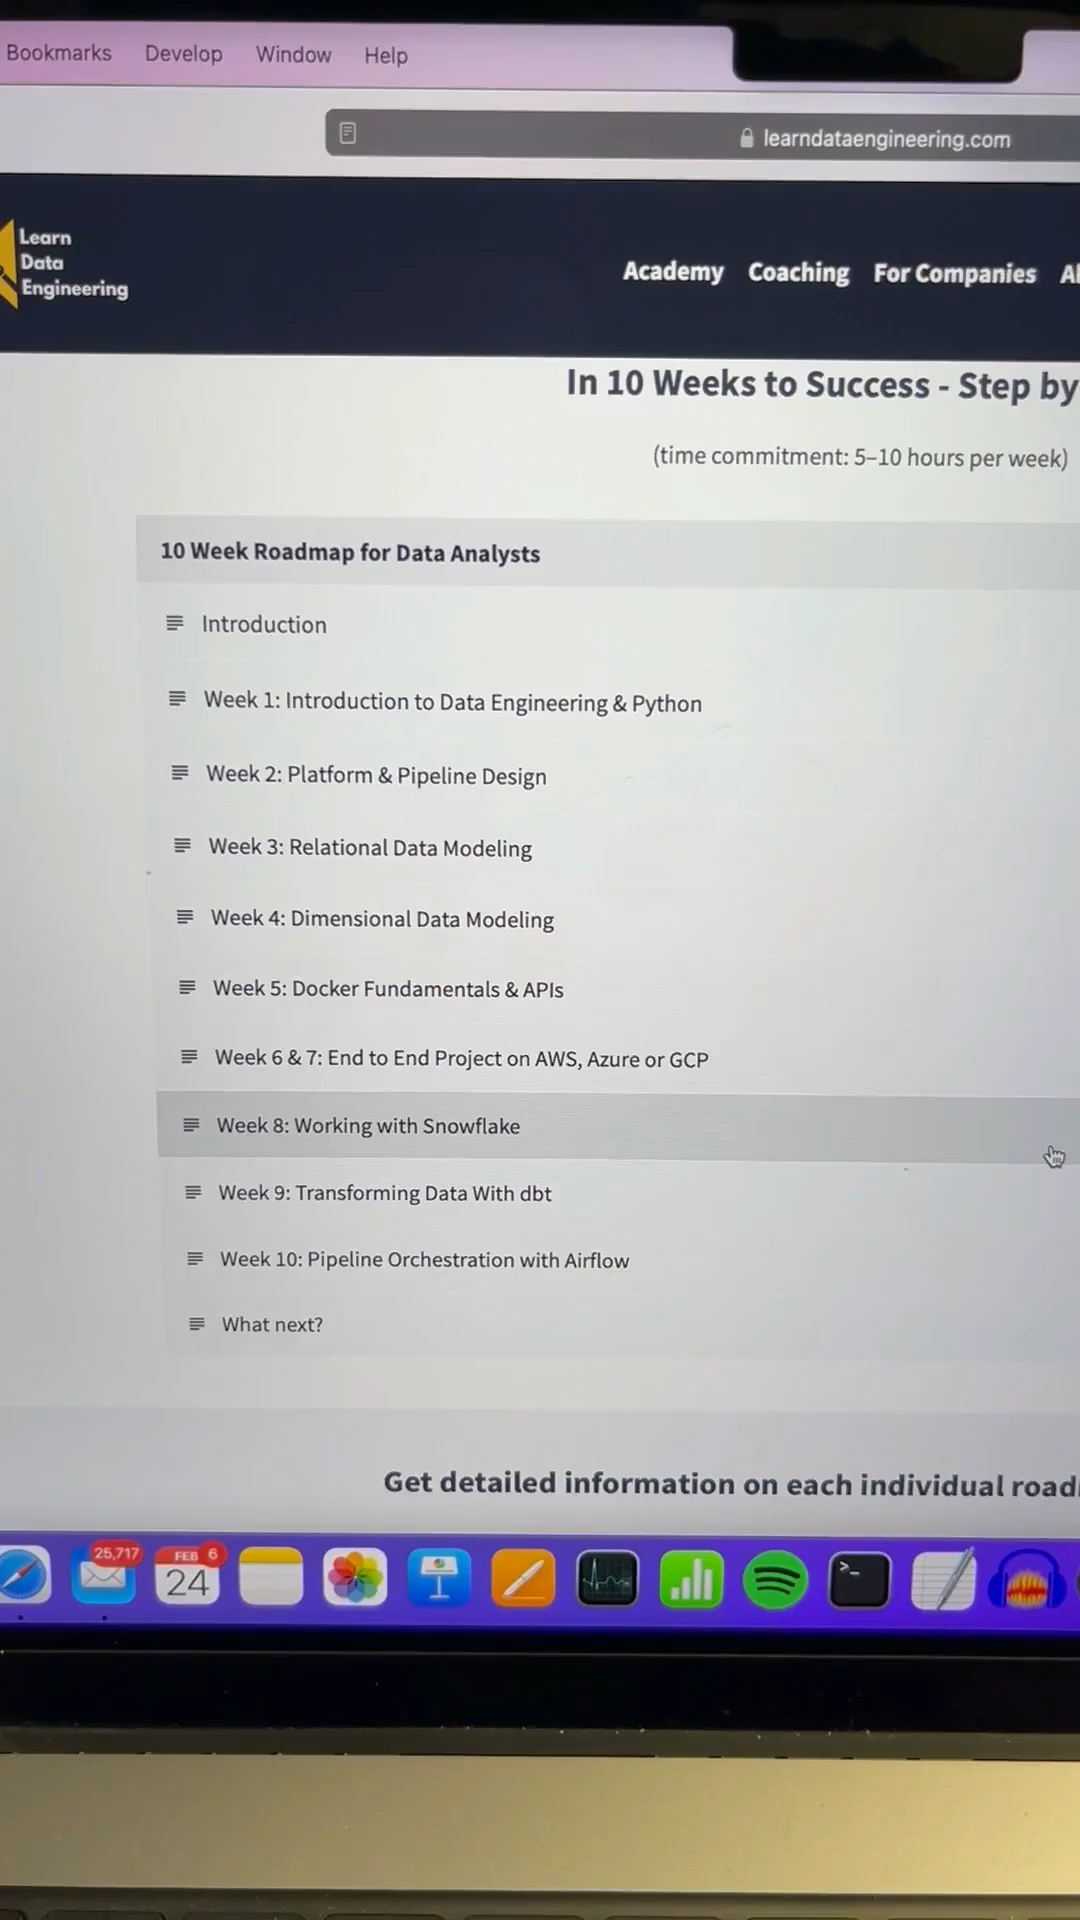 Bookmarks Develop Window Help
learndataengineering.com
Learn
Data
Engineering
Academy Coaching For Companies
In 10 Weeks to Success - Step by
(time commitment: 5–10 hours per week)
10 Week Roadmap for Data Analysts
Introduction
Week 1: Introduction to Data Engineering & Python
Week 2: Platform & Pipeline Design
Week 3: Relational Data Modeling
Week 4: Dimensional Data Modeling
Week 5: Docker Fundamentals & APIs
Week 6 & 7: End to End Project on AWS, Azure or GCP
Week 8: Working with Snowflake
Week 9: Transforming Data With dbt
Week 10: Pipeline Orchestration with Airflow
What next?
Get detailed information on each individual road
25,717 FEB 6
24
>_